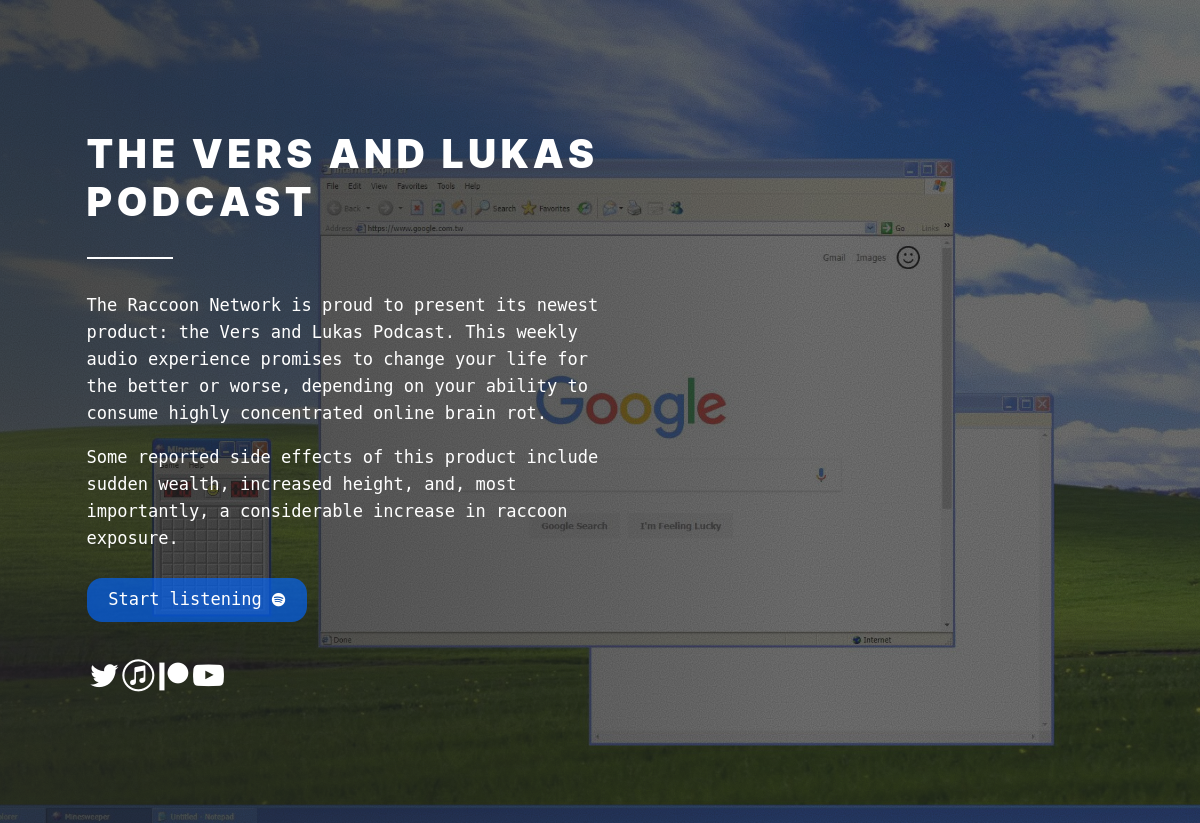 THE VERS AND LUKAS
PODCAST
Internet Explorer
File Edit View Favorites Tools Help
Back Search Favorites
Address https://www.google.com.tw Go Links »
Gmail Images
The Raccoon Network is proud to present its newest
product: the Vers and Lukas Podcast. This weekly
audio experience promises to change your life for
the better or worse, depending on your ability to
consume highly concentrated online brain rot.
Google
Some reported side effects of this product include
sudden wealth, increased height, and, most
importantly, a considerable increase in raccoon
exposure.
Help
Google Search I'm Feeling Lucky
Start listening
Done Internet
Minesweeper Untitled - Notepad